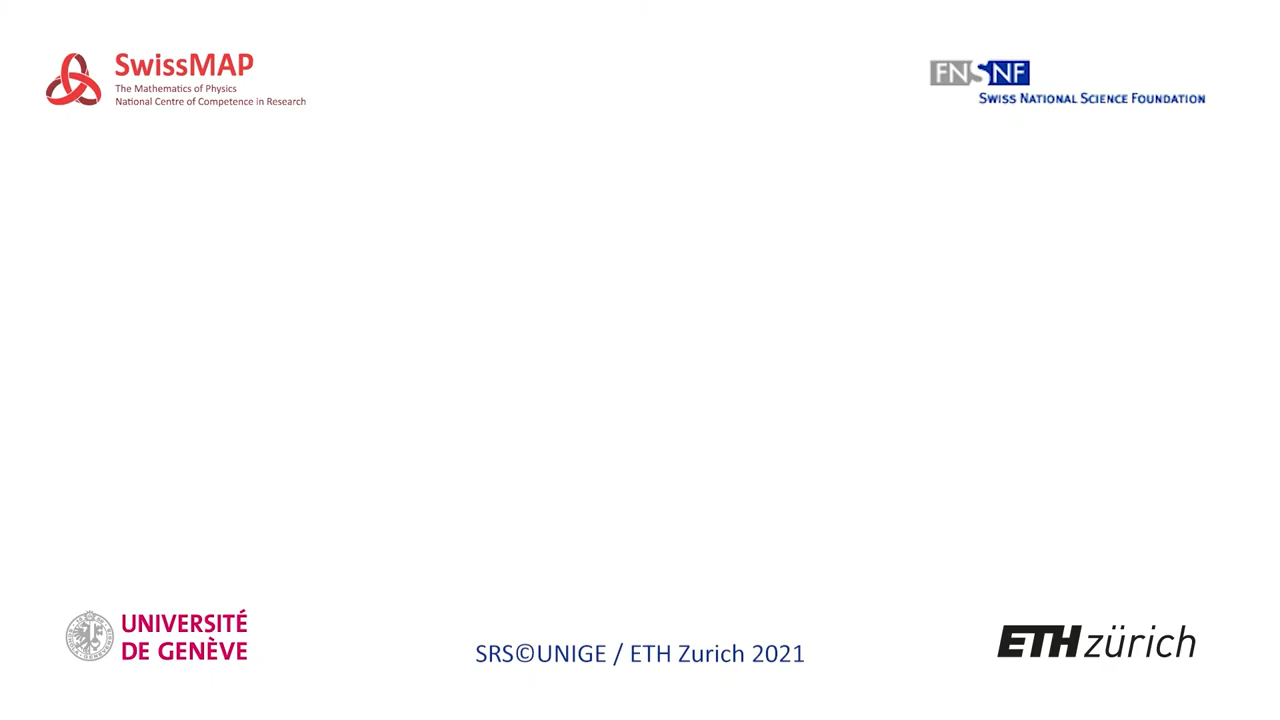 SwissMAP
The Mathematics of Physics
National Centre of Competence in Research
FNSNF
SWISS NATIONAL SCIENCE FOUNDATION
UNIVERSITÉ
DE GENÈVE
SRS©UNIGE / ETH Zurich 2021
ETH zürich